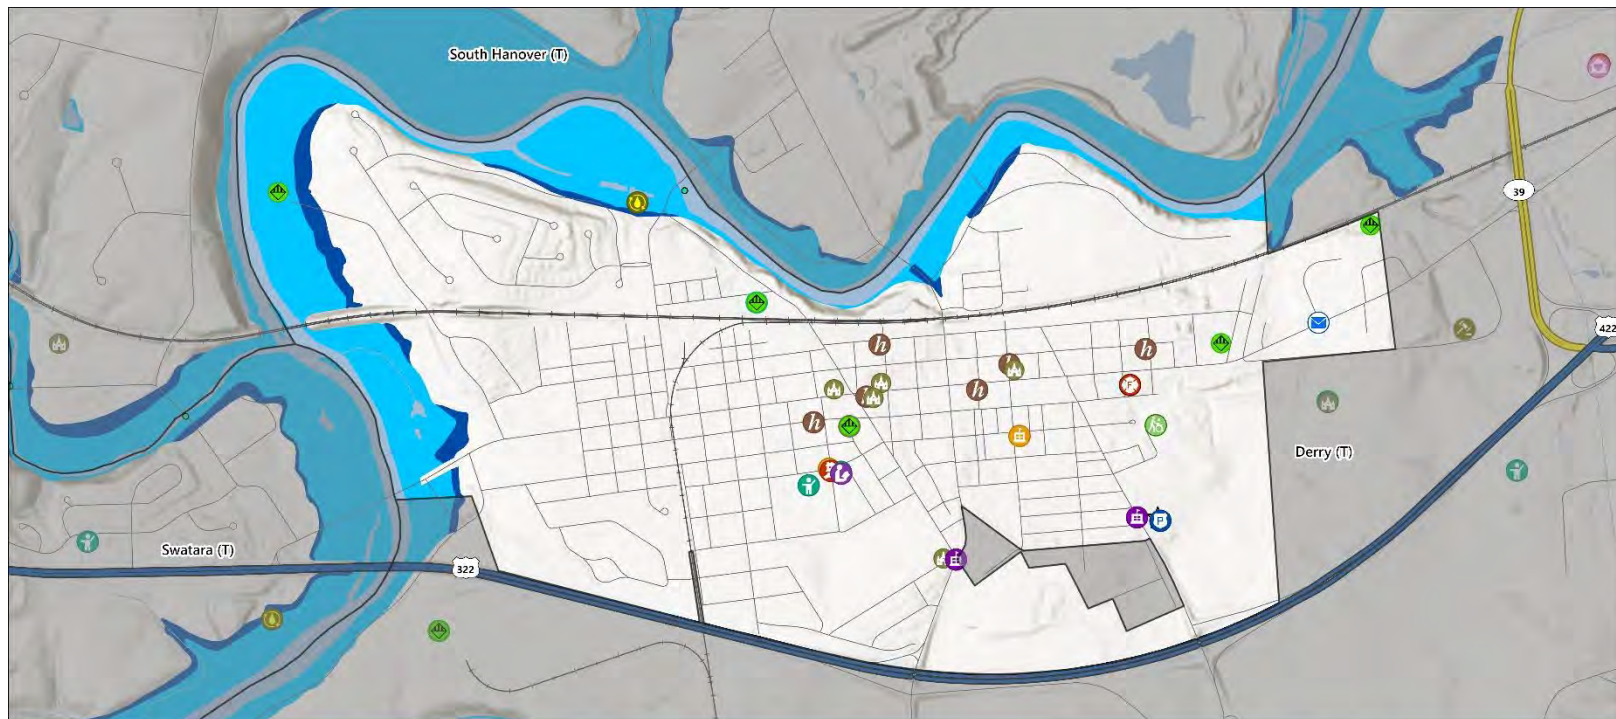 South Hanover (T)
39
422
h
h
h
F
h
h
h
Derry (T)
P
Swatara (T)
322